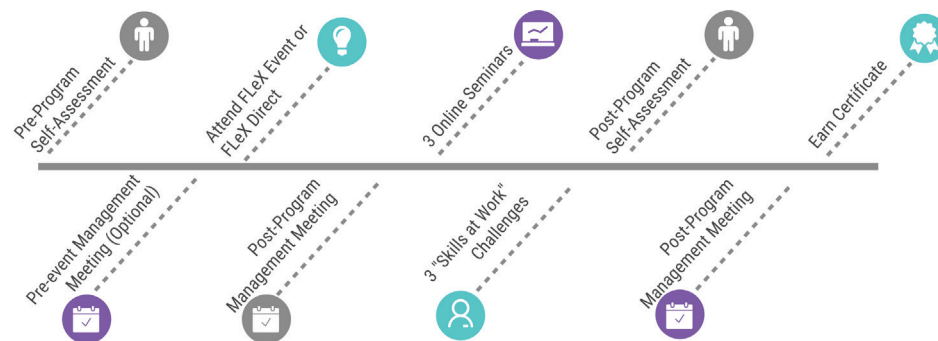 Pre-Program
Self-Assessment
Attend FLeX Event or
FLeX Direct
3 Online Seminars
Post-Program
Self-Assessment
Earn Certificate
Pre-event Management
Meeting (Optional)
Post-Program
Management Meeting
3 "Skills at Work"
Challenges
Post-Program
Management Meeting